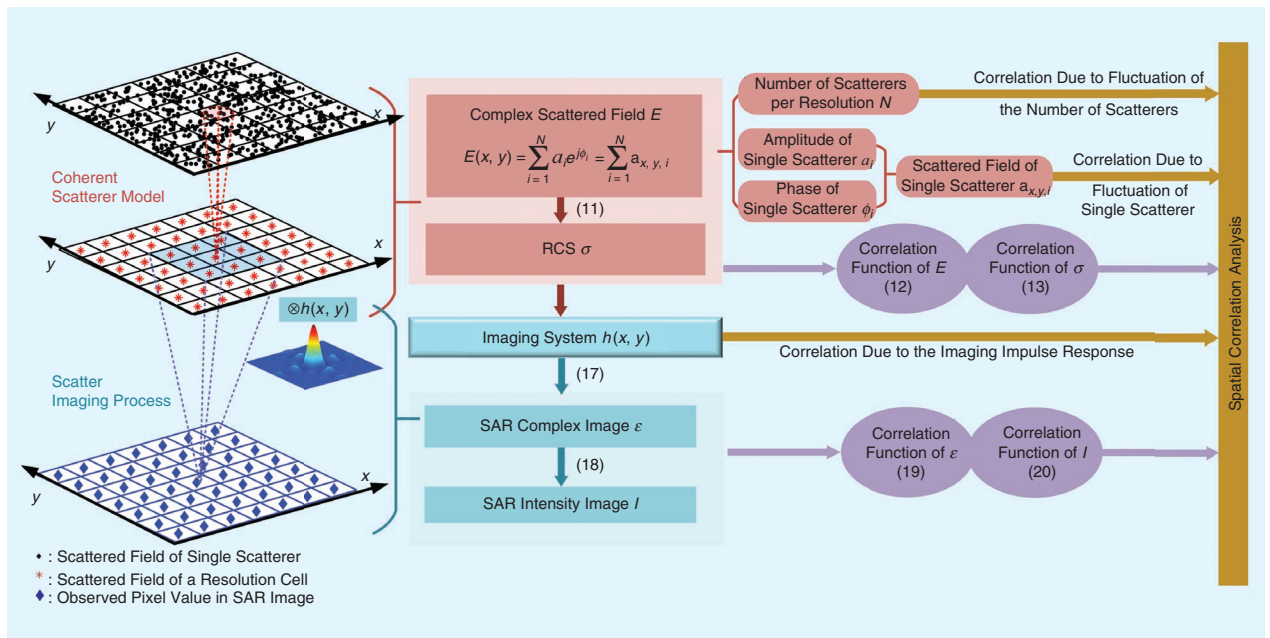 x
y
Coherent
Scatterer Model
x
y
⊗h(x, y)
Scatter
Imaging Process
x
y
• : Scattered Field of Single Scatterer
* : Scattered Field of a Resolution Cell
♦ : Observed Pixel Value in SAR Image
Complex Scattered Field E
E(x, y) = ∑_{i = 1}^{N} a_i e^{jϕ_i} = ∑_{i = 1}^{N} a_{x, y, i}
(11)
RCS σ
Imaging System h(x, y)
(17)
SAR Complex Image ε
(18)
SAR Intensity Image I
Number of Scatterers
per Resolution N
Amplitude of
Single Scatterer a_i
Phase of
Single Scatterer ϕ_i
Scattered Field of
Single Scatterer a_{x,y,i}
Correlation Due to Fluctuation of
the Number of Scatterers
Correlation Due to
Fluctuation of
Single Scatterer
Correlation
Function of E
(12)
Correlation
Function of σ
(13)
Correlation Due to the Imaging Impulse Response
Correlation
Function of ε
(19)
Correlation
Function of I
(20)
Spatial Correlation Analysis